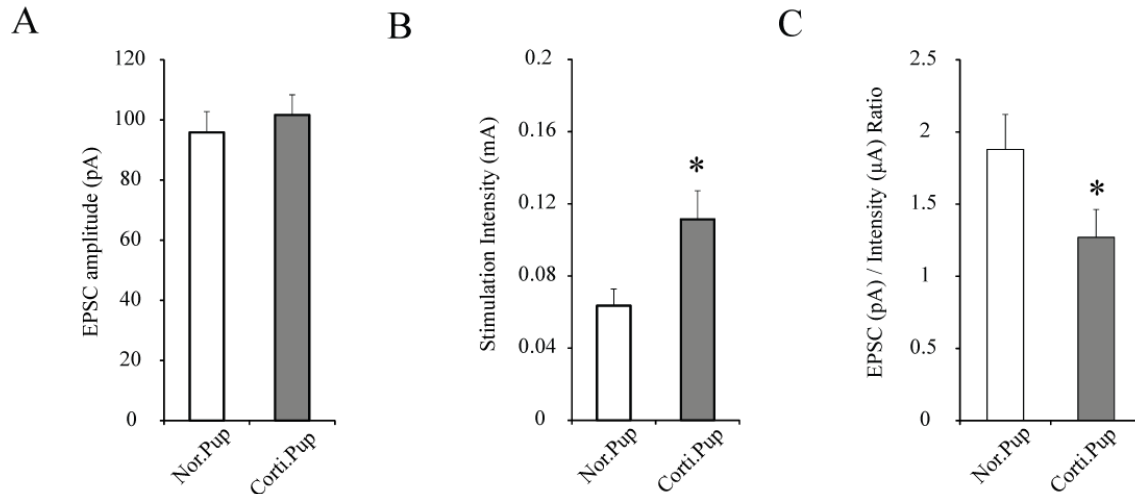 A
EPSC amplitude (pA)
120
100
80
60
40
20
0
Nor.Pup
Corti.Pup
B
Stimulation Intensity (mA)
0.2
0.16
0.12
0.08
0.04
0
*
Nor.Pup
Corti.Pup
C
EPSC (pA) / Intensity (μA) Ratio
2.5
2
1.5
1
0.5
0
*
Nor.Pup
Corti.Pup